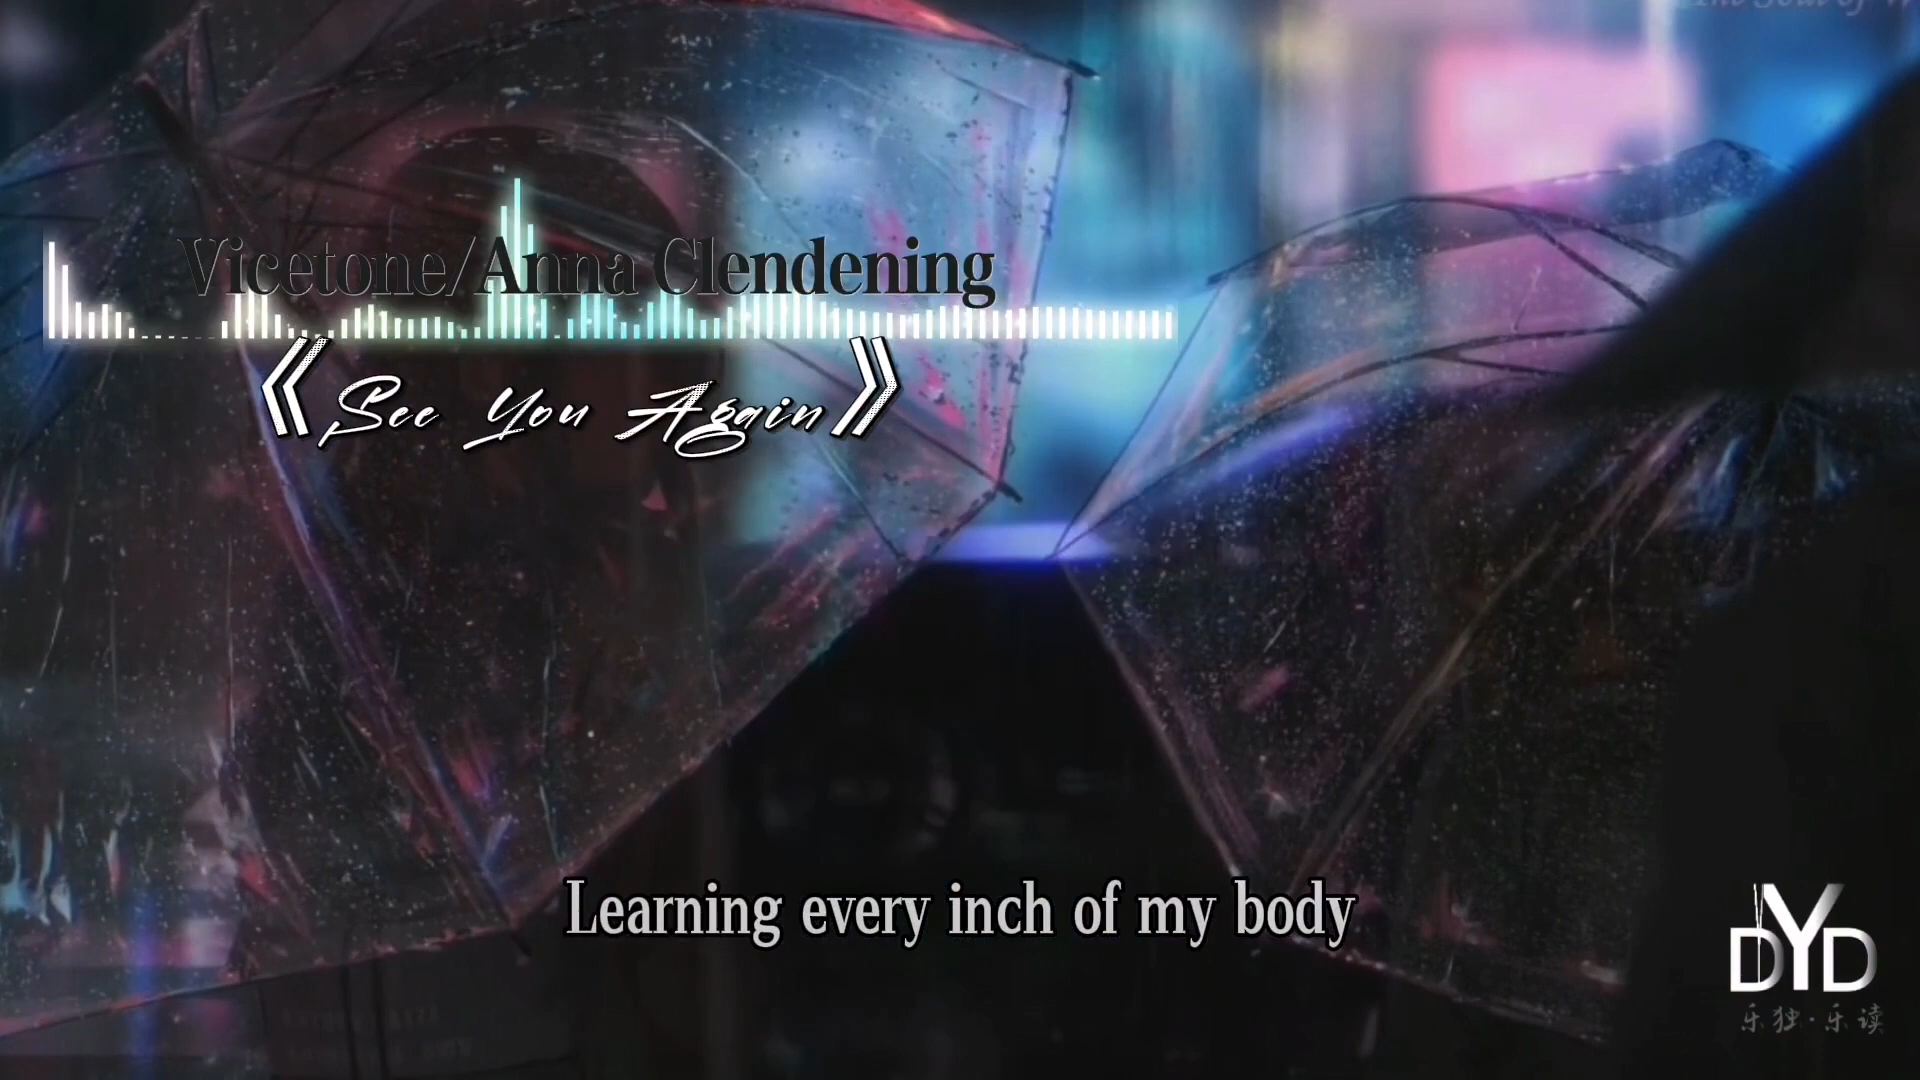 Vicetone/Anna Clendening
《See You Again》
Learning every inch of my body
DYD
乐独·乐读